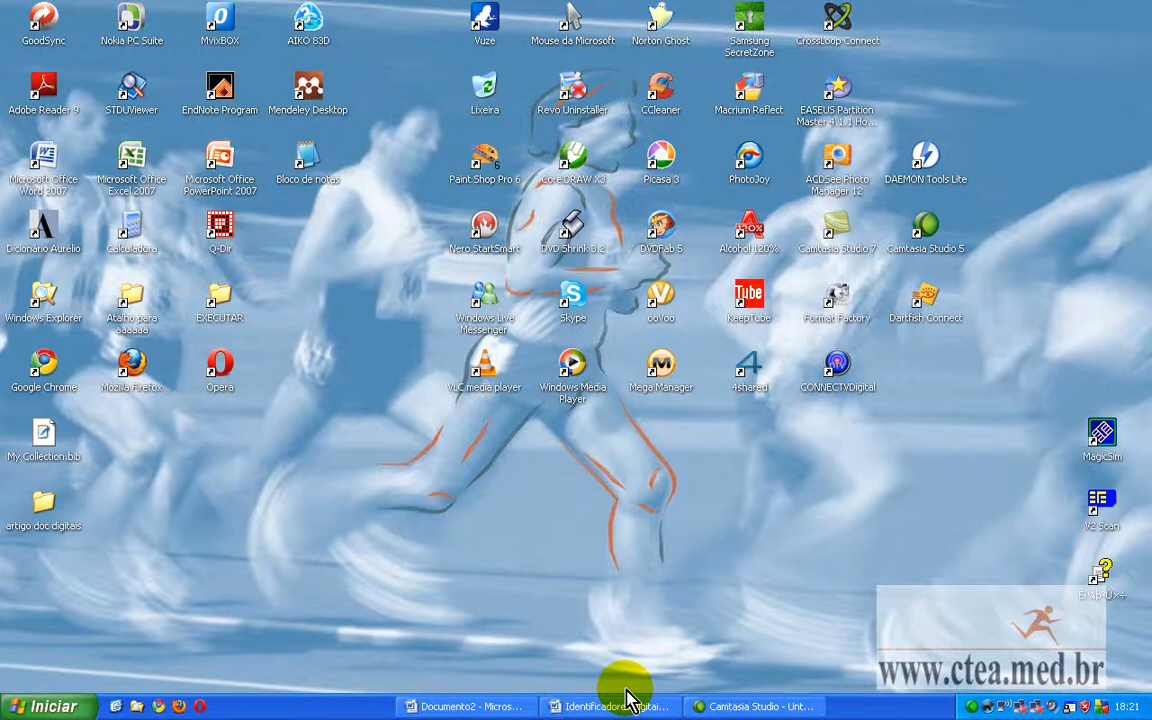 GoodSync
Nokia PC Suite
MvixBOX
AIKO 83D
Vuze
Mouse da Microsoft
Norton Ghost
Samsung
SecretZone
CrossLoop Connect
Adobe Reader 9
STDUViewer
EndNote Program
Mendeley Desktop
Lixeira
Revo Uninstaller
CCleaner
Macrium Reflect
EASEUS Partition
Master 4.1.1 Ho...
Microsoft Office
Word 2007
Microsoft Office
Excel 2007
Microsoft Office
PowerPoint 2007
Bloco de notas
Paint Shop Pro 6
Corel DRAW X3
Picasa 3
PhotoJoy
ACDSee Photo
Manager 12
DAEMON Tools Lite
Dicionário Aurélio
Calculadora
Q-Dir
Nero StartSmart
DVD Shrink 3.2
DVDFab 5
120%
Alcohol 120%
Camtasia Studio 7
Camtasia Studio 5
Windows Explorer
Atalho para
aaaaaa
EXECUTAR
Windows Live
Messenger
Skype
ooVoo
Tube
KeepTube
Format Factory
Dartfish Connect
Google Chrome
Mozilla Firefox
Opera
VLC media player
Windows Media
Player
Mega Manager
4shared
CONNECTVDigital
My Collection.bib
MagicSim
artigo doc digitais
V2 Scan
www.ctea.med.br
Iniciar
Documento2 - Micros...
Identificadores digitai...
Camtasia Studio - Unt...
18:21